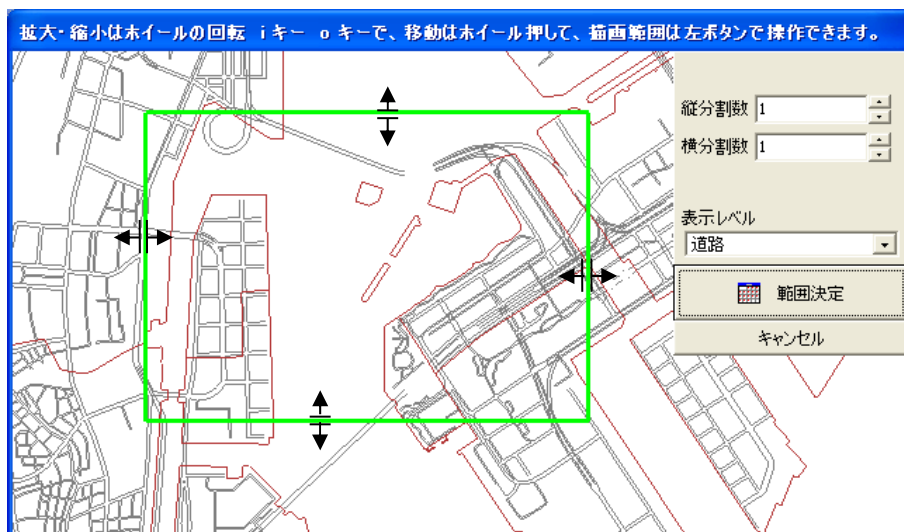 拡大・縮小はホイールの回転 iキー oキーで、移動はホイール押して、描画範囲は左ボタンで操作できます。
縦分割数 1
横分割数 1
表示レベル
道路
範囲決定
キャンセル